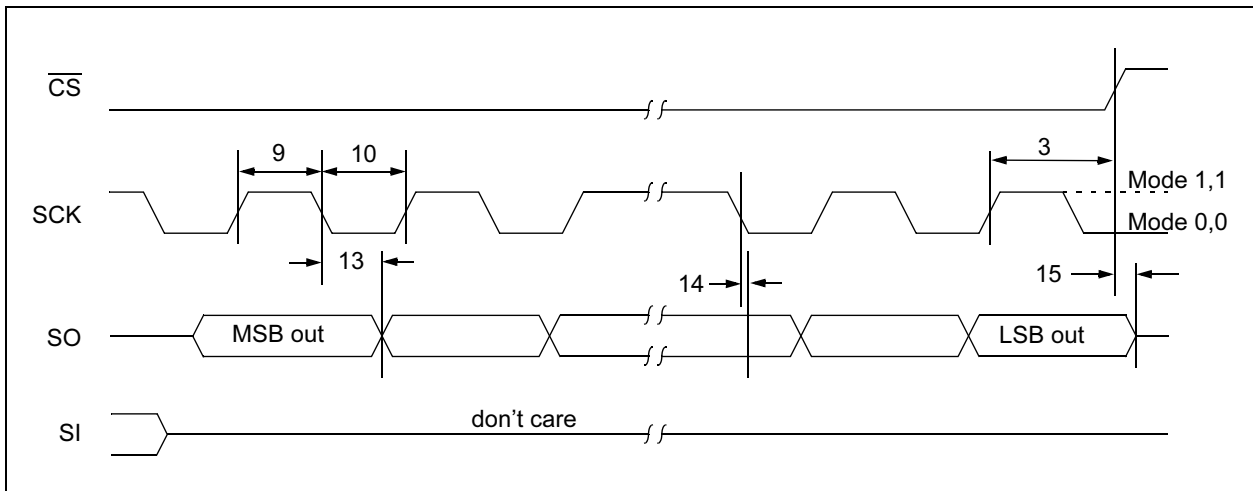 CS
9
10
3
Mode 1,1
SCK
Mode 0,0
13
14
15
SO
MSB out
LSB out
don't care
SI